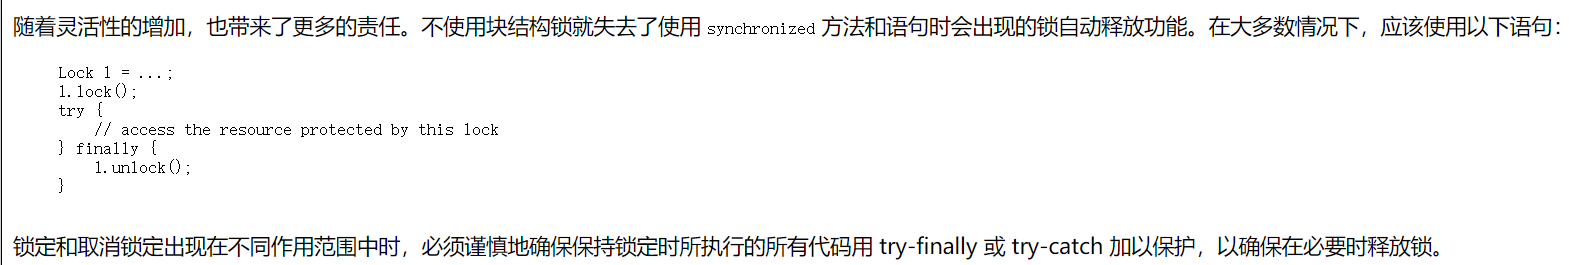 随着灵活性的增加，也带来了更多的责任。不使用块结构锁就失去了使用 synchronized 方法和语句时会出现的锁自动释放功能。在大多数情况下，应该使用以下语句：
Lock l = ...;
l.lock();
try {
    // access the resource protected by this lock
} finally {
    l.unlock();
}
锁定和取消锁定出现在不同作用范围中时，必须谨慎地确保保持锁定时所执行的所有代码用 try-finally 或 try-catch 加以保护，以确保在必要时释放锁。